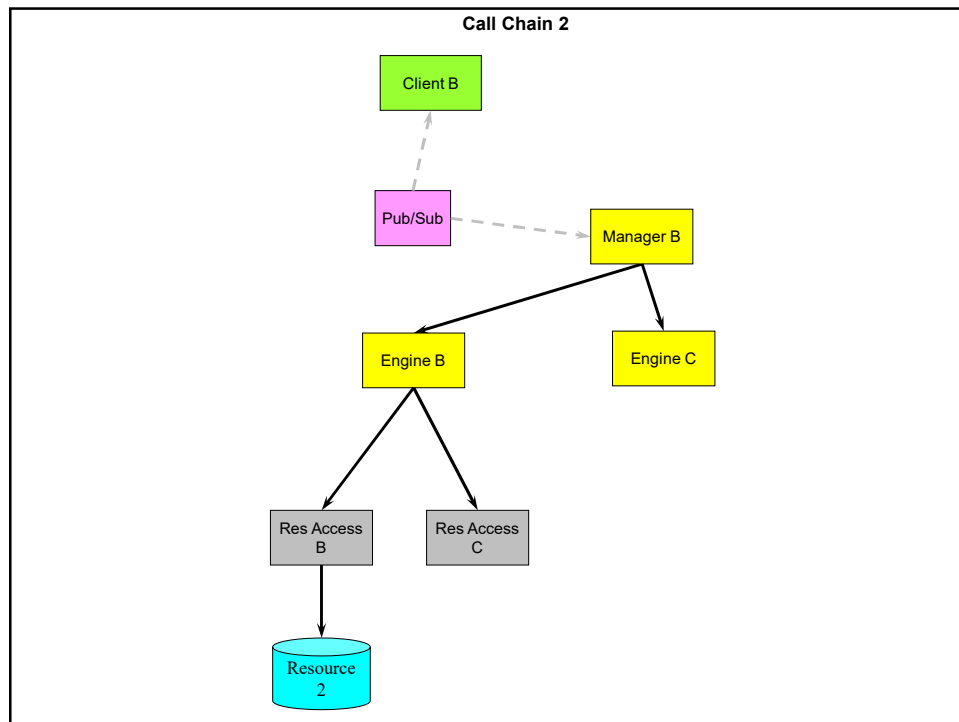 Call Chain 2
Client B
Pub/Sub
Manager B
Engine B
Engine C
Res Access
B
Res Access
C
Resource
2